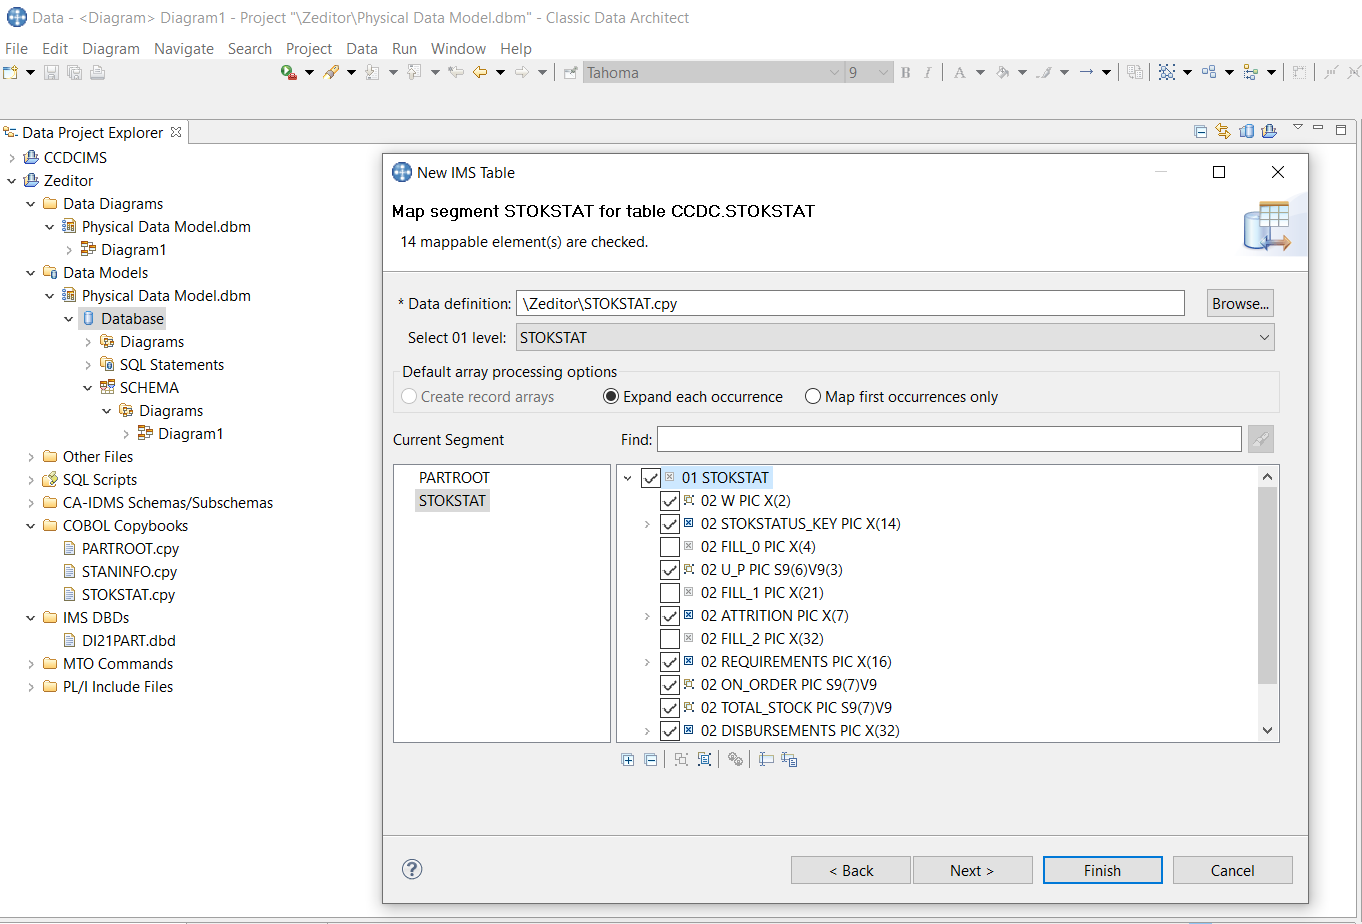 Data - <Diagram> Diagram1 - Project "\Zeditor\Physical Data Model.dbm" - Classic Data Architect
File Edit Diagram Navigate Search Project Data Run Window Help
Tahoma 9 B I A
Data Project Explorer
CCDCIMS
Zeditor
Data Diagrams
Physical Data Model.dbm
Diagram1
Data Models
Physical Data Model.dbm
Database
Diagrams
SQL Statements
SCHEMA
Diagrams
Diagram1
Other Files
SQL Scripts
CA-IDMS Schemas/Subschemas
COBOL Copybooks
PARTROOT.cpy
STANINFO.cpy
STOKSTAT.cpy
IMS DBDs
DI21PART.dbd
MTO Commands
PL/I Include Files
New IMS Table
Map segment STOKSTAT for table CCDC.STOKSTAT
14 mappable element(s) are checked.
* Data definition: \Zeditor\STOKSTAT.cpy Browse...
Select 01 level: STOKSTAT
Default array processing options
Create record arrays Expand each occurrence Map first occurrences only
Current Segment Find:
PARTROOT
STOKSTAT
01 STOKSTAT
02 W PIC X(2)
02 STOKSTATUS_KEY PIC X(14)
02 FILL_0 PIC X(4)
02 U_P PIC S9(6)V9(3)
02 FILL_1 PIC X(21)
02 ATTRITION PIC X(7)
02 FILL_2 PIC X(32)
02 REQUIREMENTS PIC X(16)
02 ON_ORDER PIC S9(7)V9
02 TOTAL_STOCK PIC S9(7)V9
02 DISBURSEMENTS PIC X(32)
? < Back Next > Finish Cancel